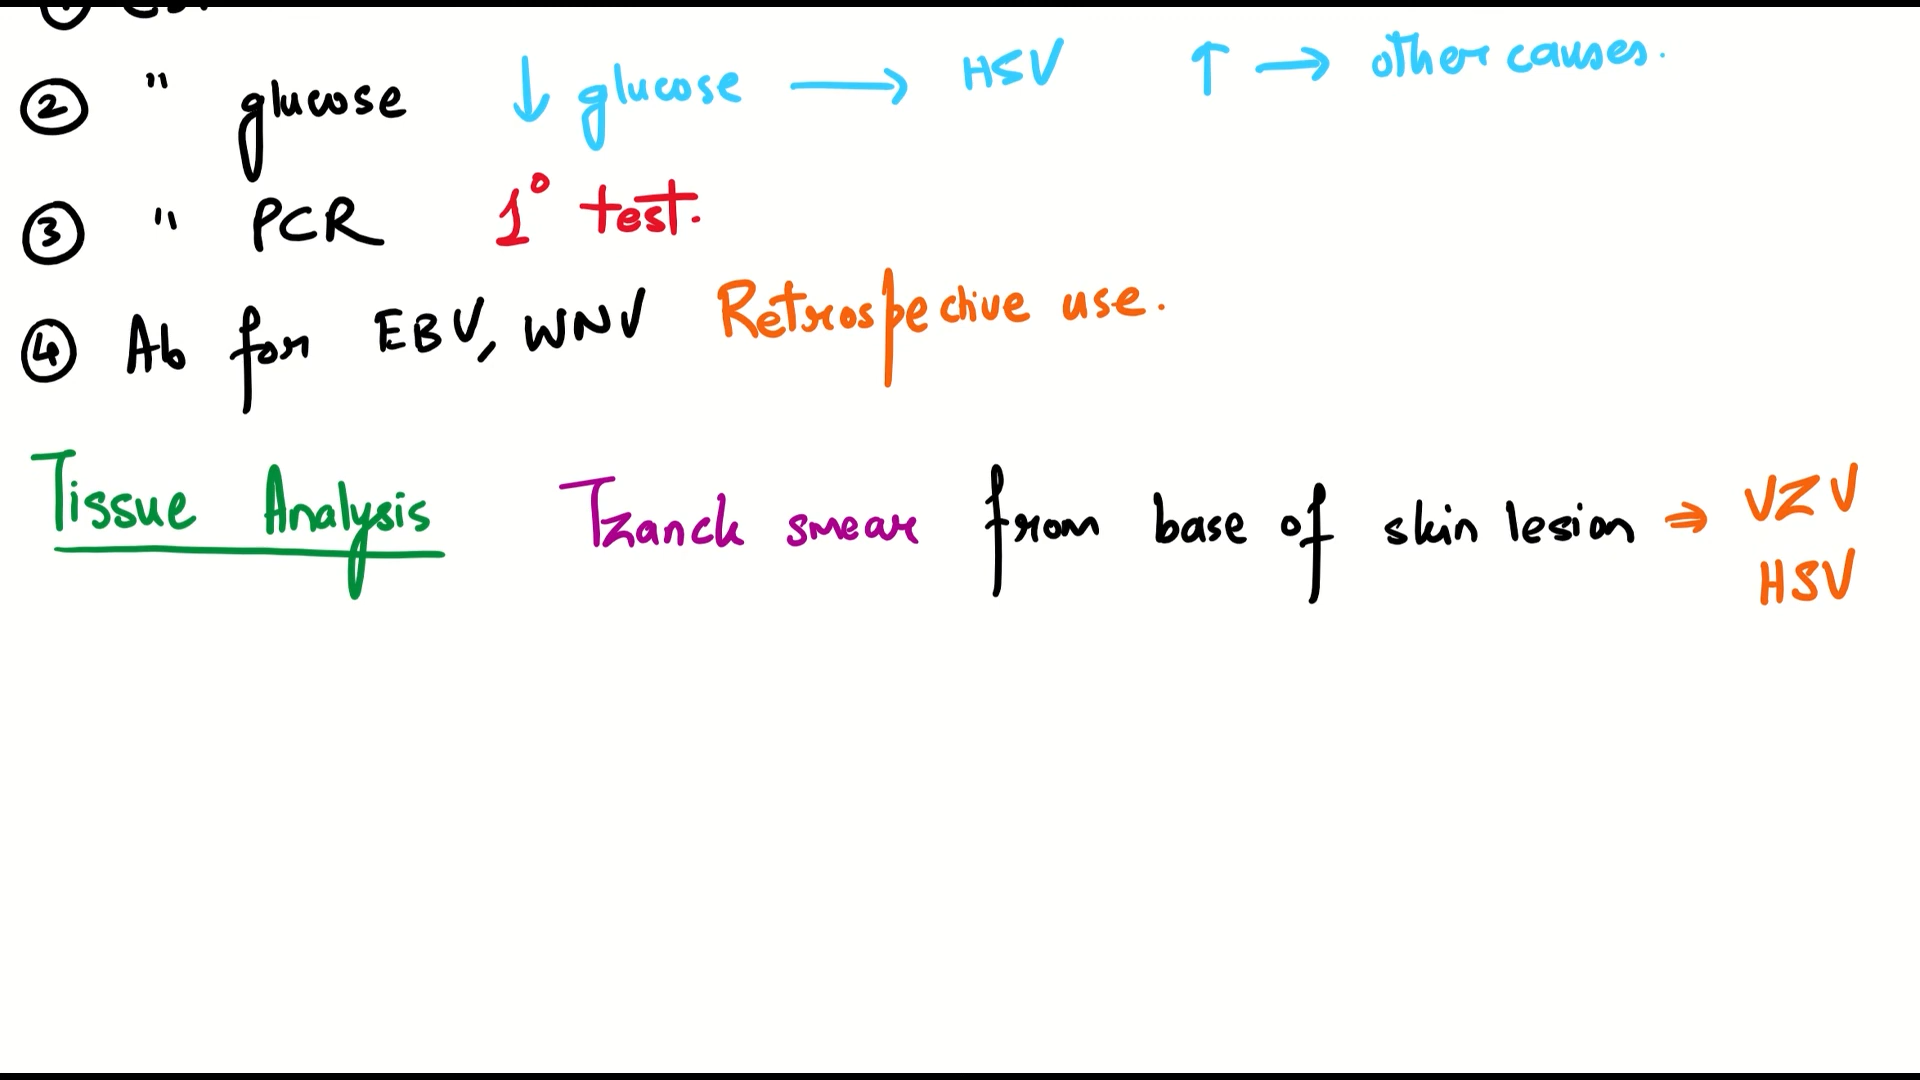 ② " glucose ↓ glucose → HSV ↑ → other causes.
③ " PCR 1° test.
④ Ab for EBV, WNV Retrospective use.
Tissue Analysis Tzanck smear from base of skin lesion ⇒ VZV
HSV